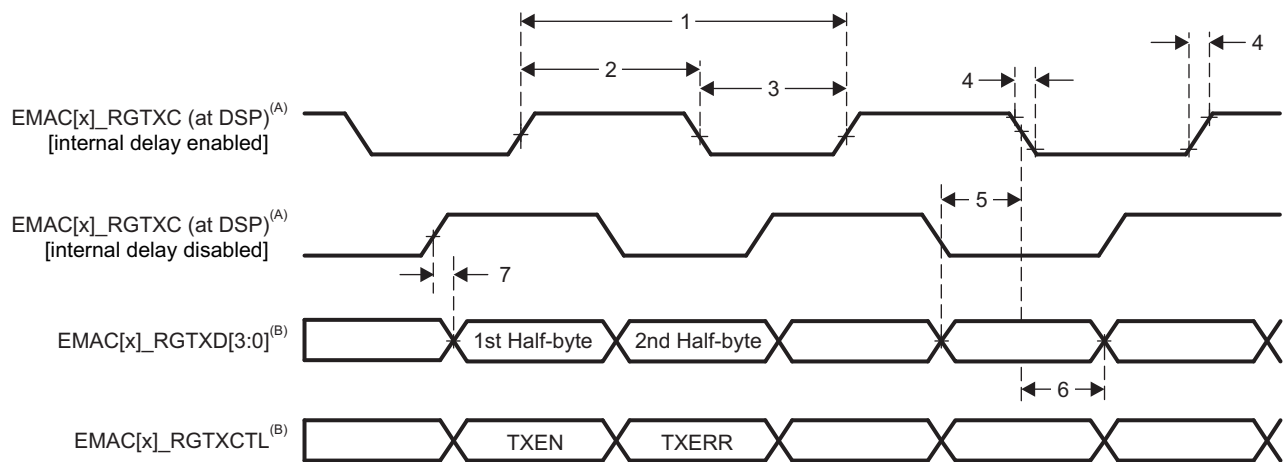 1
2
3
4
4
EMAC[x]_RGTXC (at DSP)(A)
[internal delay enabled]
5
EMAC[x]_RGTXC (at DSP)(A)
[internal delay disabled]
7
EMAC[x]_RGTXD[3:0](B)
1st Half-byte
2nd Half-byte
6
EMAC[x]_RGTXCTL(B)
TXEN
TXERR